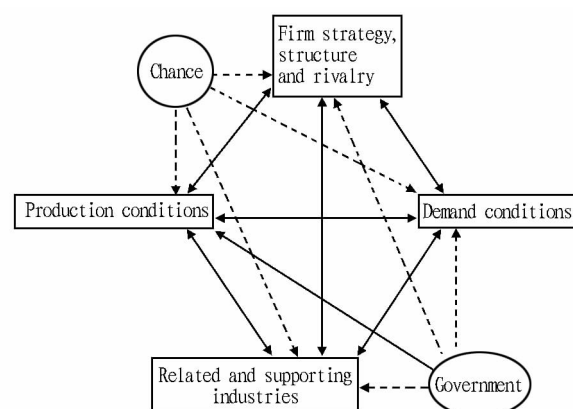 Firm strategy,
structure
and rivalry
Chance
Production conditions
Demand conditions
Related and supporting
industries
Government